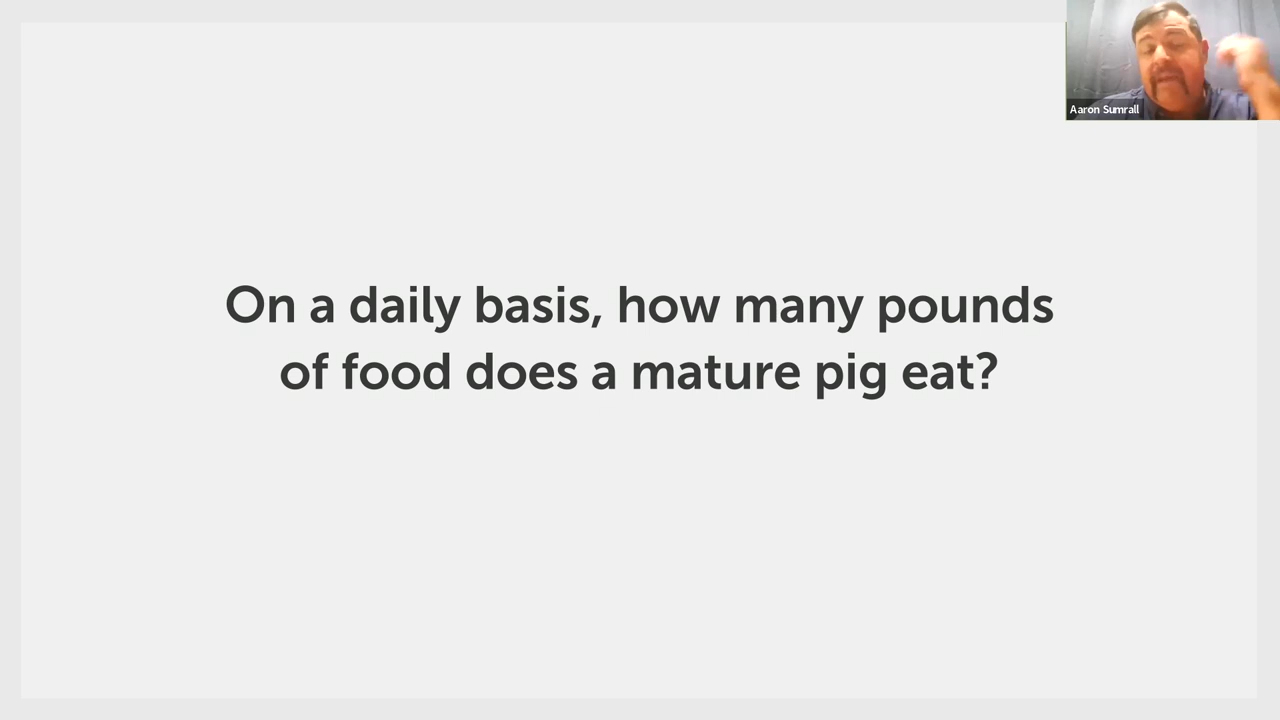 Aaron Sumrall
On a daily basis, how many pounds
of food does a mature pig eat?